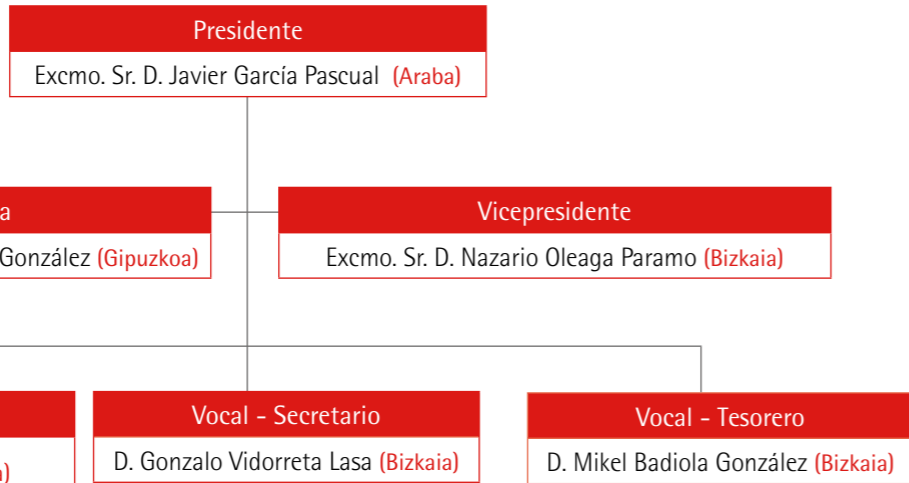 Presidente
Excmo. Sr. D. Javier García Pascual (Araba)
Vicepresidente
González (Gipuzkoa)
Excmo. Sr. D. Nazario Oleaga Paramo (Bizkaia)
Vocal - Secretario
Vocal - Tesorero
D. Gonzalo Vidorreta Lasa (Bizkaia)
D. Mikel Badiola González (Bizkaia)